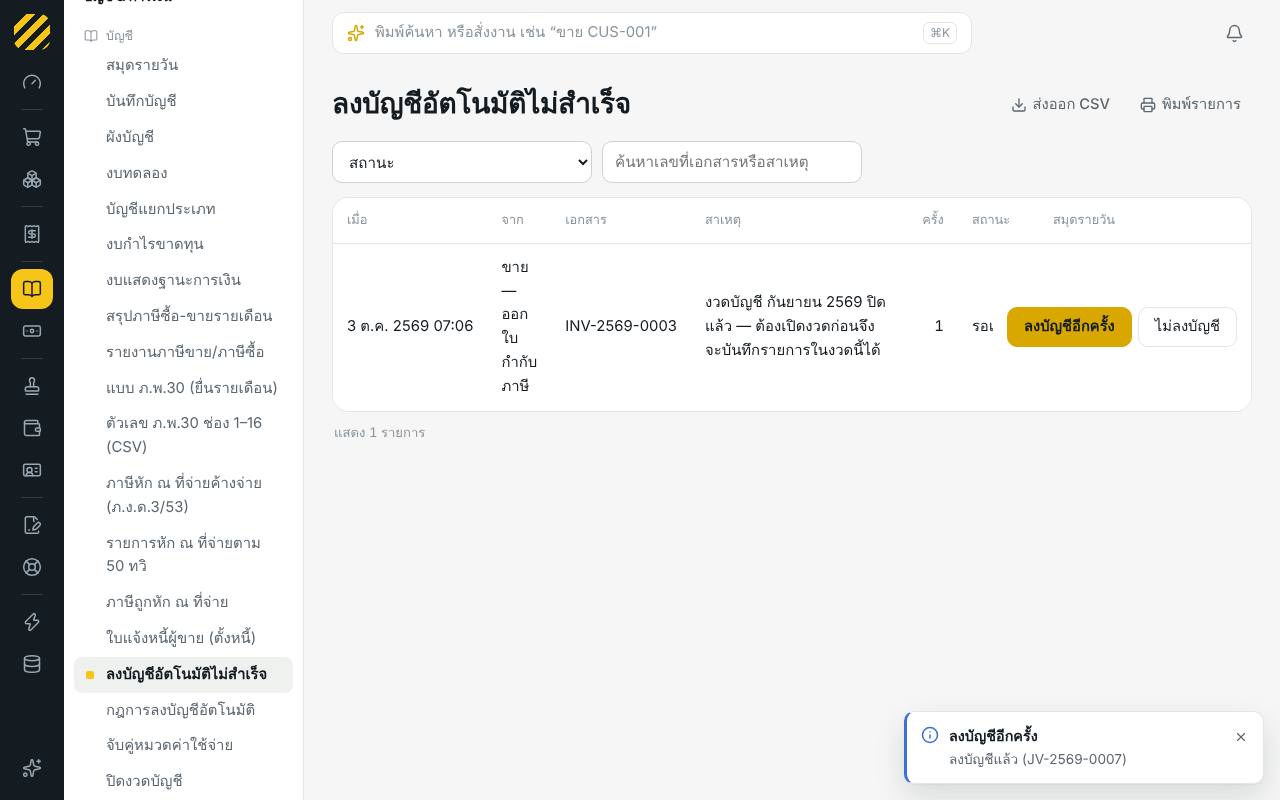 บัญชี
สมุดรายวัน
บันทึกบัญชี
ผังบัญชี
งบทดลอง
บัญชีแยกประเภท
งบกำไรขาดทุน
งบแสดงฐานะการเงิน
สรุปภาษีซื้อ-ขายรายเดือน
รายงานภาษีขาย/ภาษีซื้อ
แบบ ภ.พ.30 (ยื่นรายเดือน)
ตัวเลข ภ.พ.30 ช่อง 1–16
(CSV)
ภาษีหัก ณ ที่จ่ายค้างจ่าย
(ภ.ง.ด.3/53)
รายการหัก ณ ที่จ่ายตาม
50 ทวิ
ภาษีถูกหัก ณ ที่จ่าย
ใบแจ้งหนี้ผู้ขาย (ตั้งหนี้)
ลงบัญชีอัตโนมัติไม่สำเร็จ
กฎการลงบัญชีอัตโนมัติ
จับคู่หมวดค่าใช้จ่าย
ปิดงวดบัญชี
พิมพ์ค้นหา หรือสั่งงาน เช่น “ขาย CUS-001” ⌘K
ลงบัญชีอัตโนมัติไม่สำเร็จ
ส่งออก CSV พิมพ์รายการ
สถานะ ค้นหาเลขที่เอกสารหรือสาเหตุ
เมื่อ จาก เอกสาร สาเหตุ ครั้ง สถานะ สมุดรายวัน
3 ต.ค. 2569 07:06
ขาย
—
ออก
ใบ
กำกับ
ภาษี
INV-2569-0003
งวดบัญชี กันยายน 2569 ปิด
แล้ว — ต้องเปิดงวดก่อนจึง
จะบันทึกรายการในงวดนี้ได้
1 ลงบัญชีอีกครั้ง ไม่ลงบัญชี
แสดง 1 รายการ
ลงบัญชีอีกครั้ง
ลงบัญชีแล้ว (JV-2569-0007)